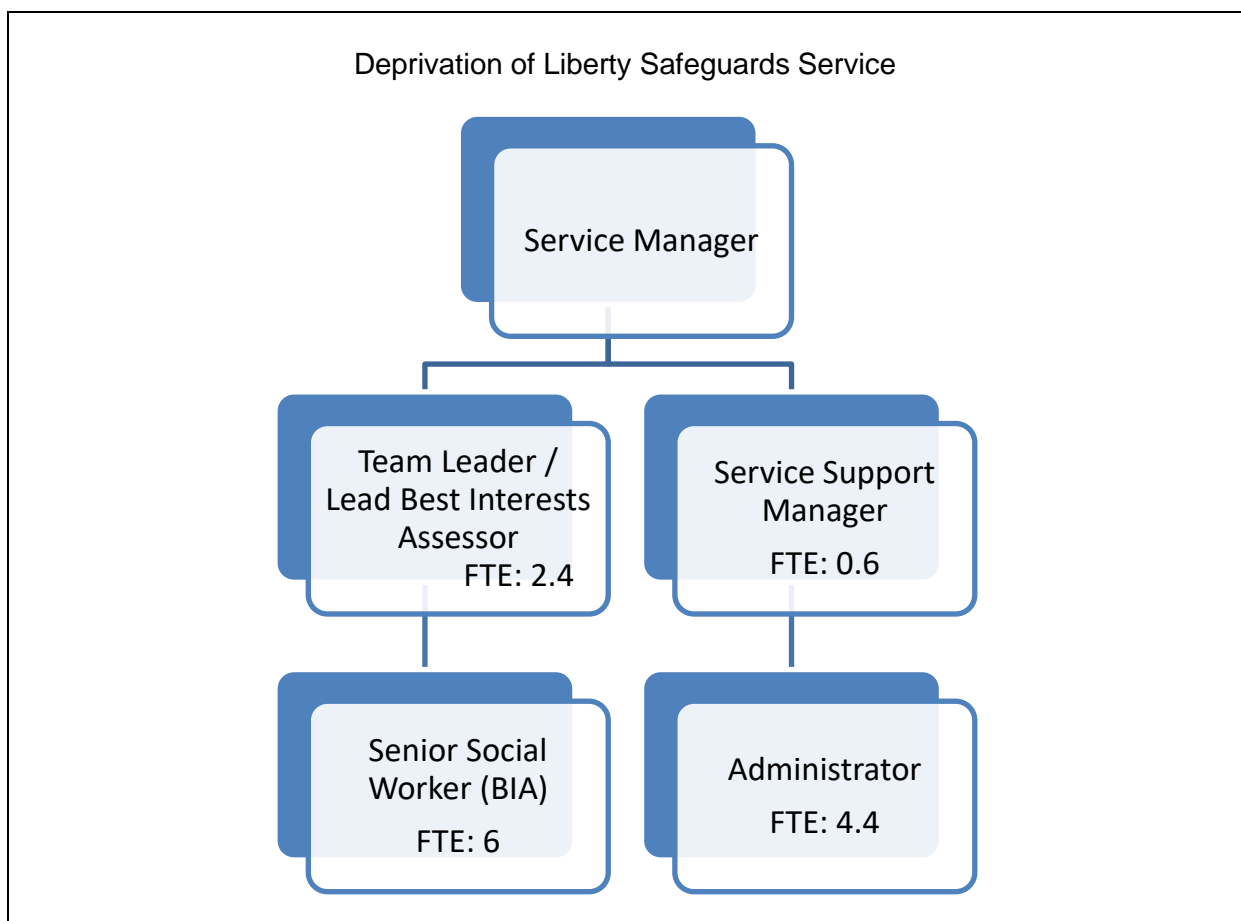 Deprivation of Liberty Safeguards Service
Service Manager
Team Leader /
Lead Best Interests
Assessor
FTE: 2.4
Service Support
Manager
FTE: 0.6
Senior Social
Worker (BIA)
FTE: 6
Administrator
FTE: 4.4